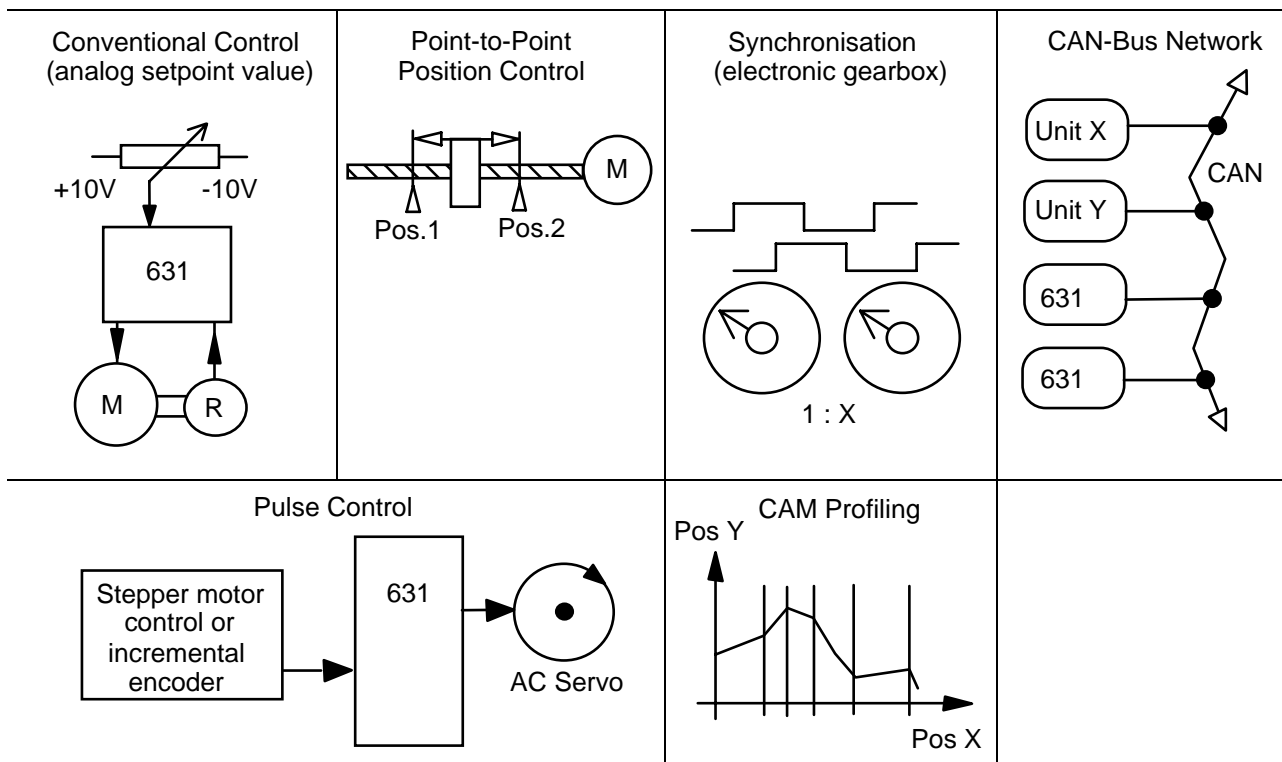 Conventional Control
(analog setpoint value)
+10V
-10V
631
M
R
Point-to-Point
Position Control
M
Pos.1
Pos.2
Synchronisation
(electronic gearbox)
1 : X
CAN-Bus Network
Unit X
CAN
Unit Y
631
631
Pulse Control
Stepper motor
control or
incremental
encoder
631
AC Servo
CAM Profiling
Pos Y
Pos X